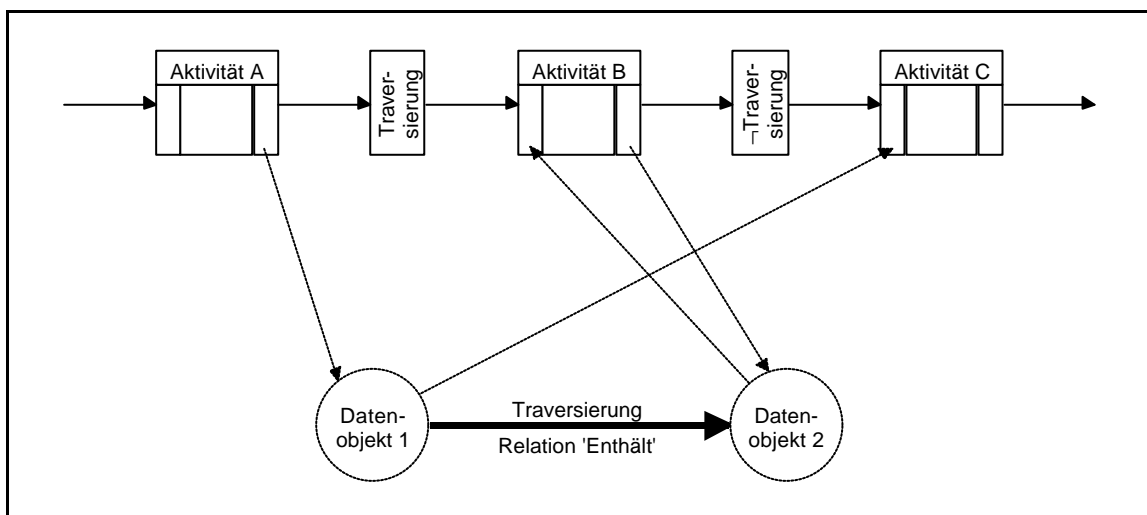 Aktivität A
Traver-
sierung
Aktivität B
¬Traver-
sierung
Aktivität C
Daten-
objekt 1
Traversierung
Relation 'Enthält'
Daten-
objekt 2